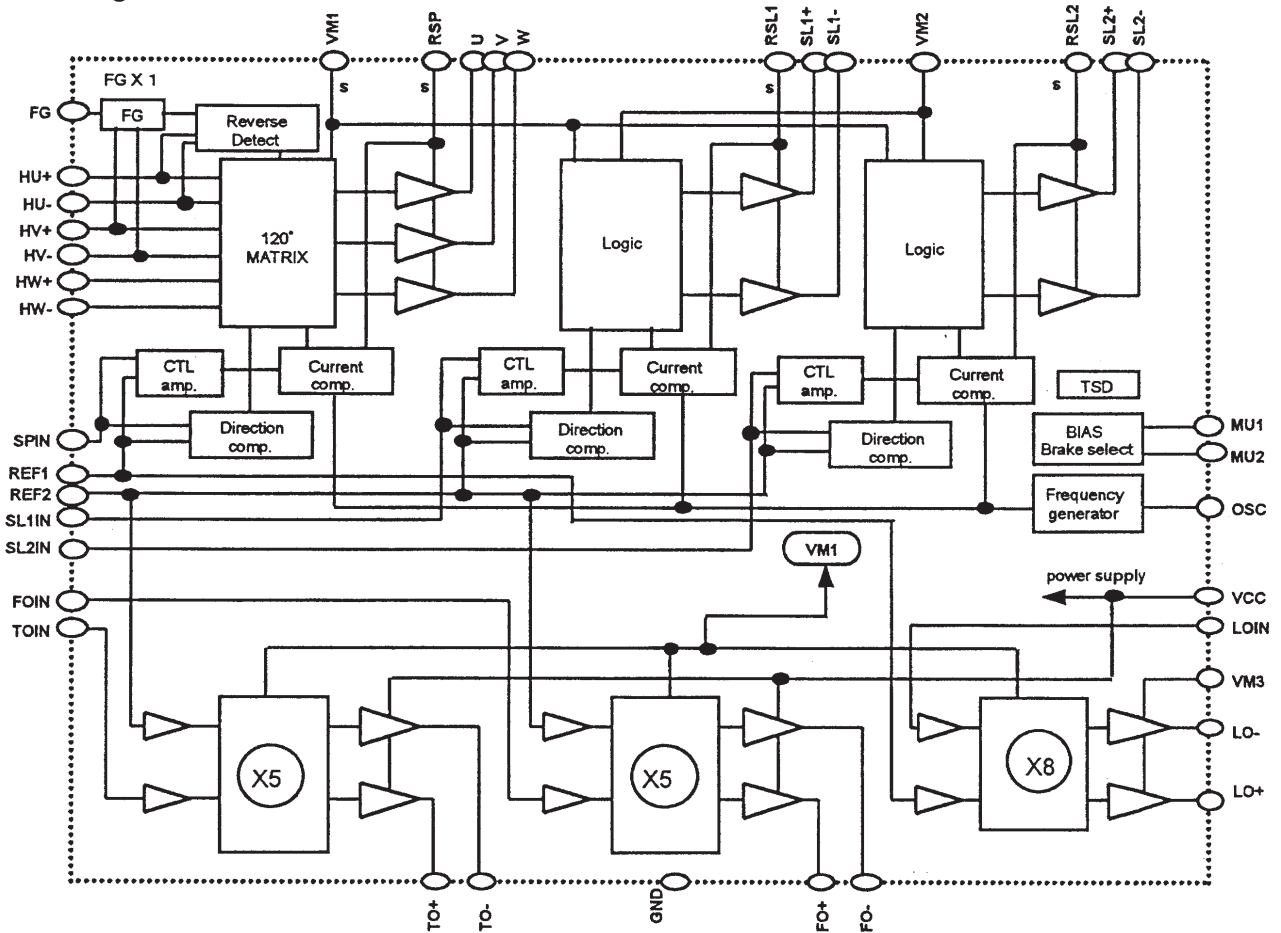 VM1
RSP
U
V
W
RSL1
SL1+
SL1-
VM2
RSL2
SL2+
SL2-
s
s
s
s
FG X 1
FG
FG
Reverse
Detect
HU+
HU-
HV+
HV-
HW+
HW-
120°
MATRIX
Logic
Logic
CTL
amp.
Current
comp.
CTL
amp.
Current
comp.
CTL
amp.
Current
comp.
TSD
Direction
comp.
Direction
comp.
Direction
comp.
BIAS
Brake select
MU1
MU2
SPIN
REF1
REF2
SL1IN
SL2IN
Frequency
generator
OSC
VM1
power supply
FOIN
TOIN
VCC
LOIN
VM3
LO-
LO+
X5
X5
X8
TO+
TO-
GND
FO+
FO-